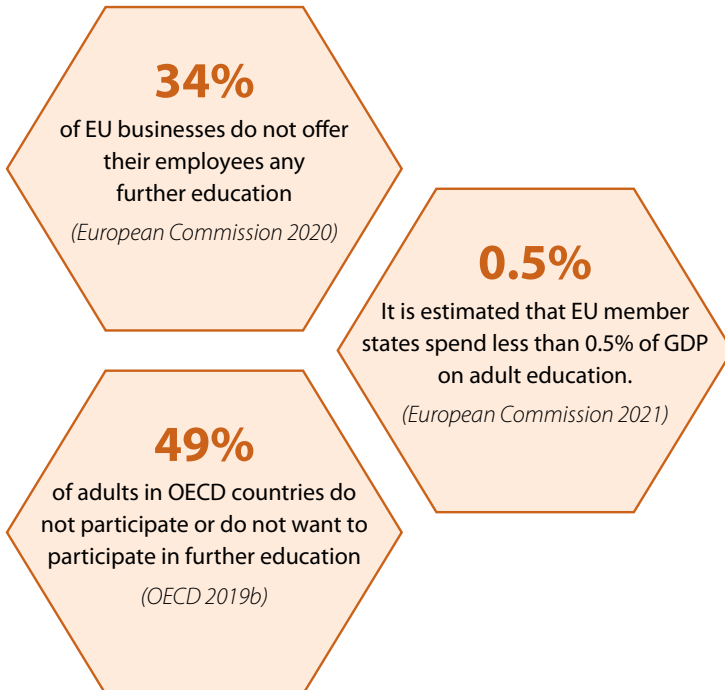 34%
of EU businesses do not offer
their employees any
further education
(European Commission 2020)
0.5%
It is estimated that EU member
states spend less than 0.5% of GDP
on adult education.
(European Commission 2021)
49%
of adults in OECD countries do
not participate or do not want to
participate in further education
(OECD 2019b)